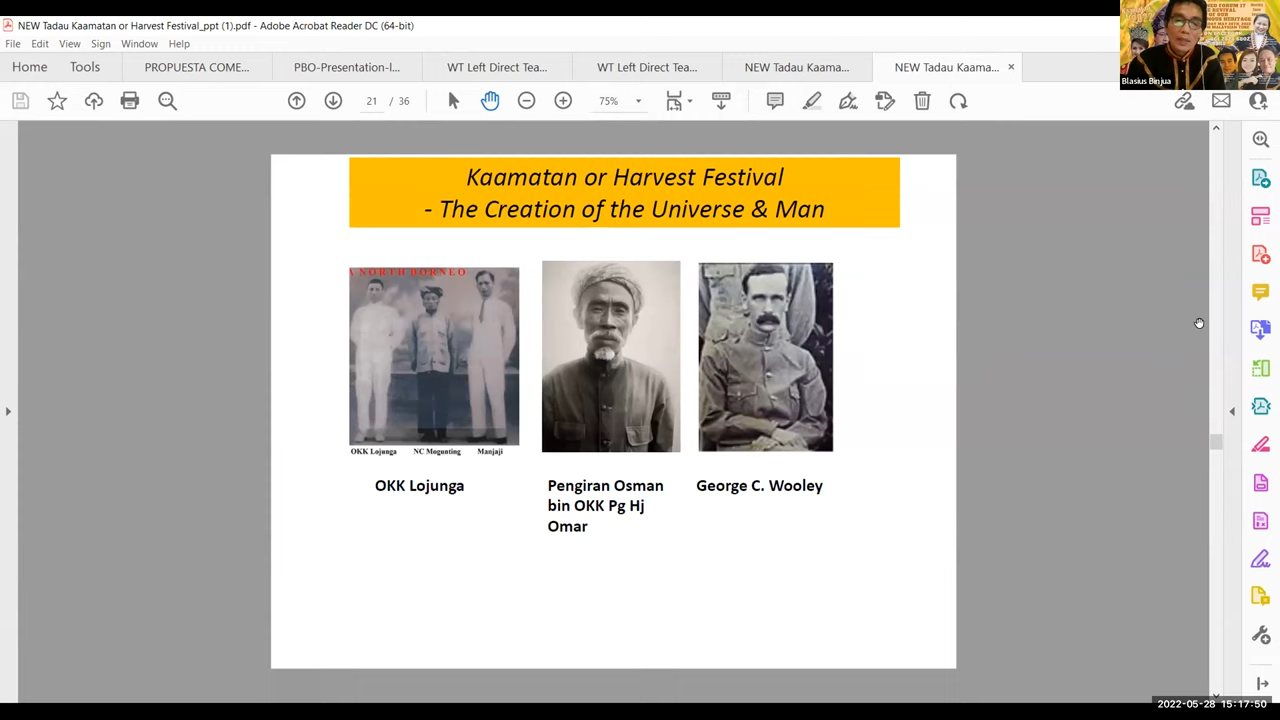 NEW Tadau Kaamatan or Harvest Festival_ppt (1).pdf - Adobe Acrobat Reader DC (64-bit)
File Edit View Sign Window Help
Home Tools PROPUESTA COME... PBO-Presentation-I... WT Left Direct Tea... WT Left Direct Tea... NEW Tadau Kaama... NEW Tadau Kaama... ×
21 / 36 75%
Blasius Binjua
Kaamatan or Harvest Festival
- The Creation of the Universe & Man
A NORTH BORNEO
OKK Lojunga NC Mogunting Manjaji
OKK Lojunga
Pengiran Osman
bin OKK Pg Hj
Omar
George C. Wooley
2022-05-28 15:17:50